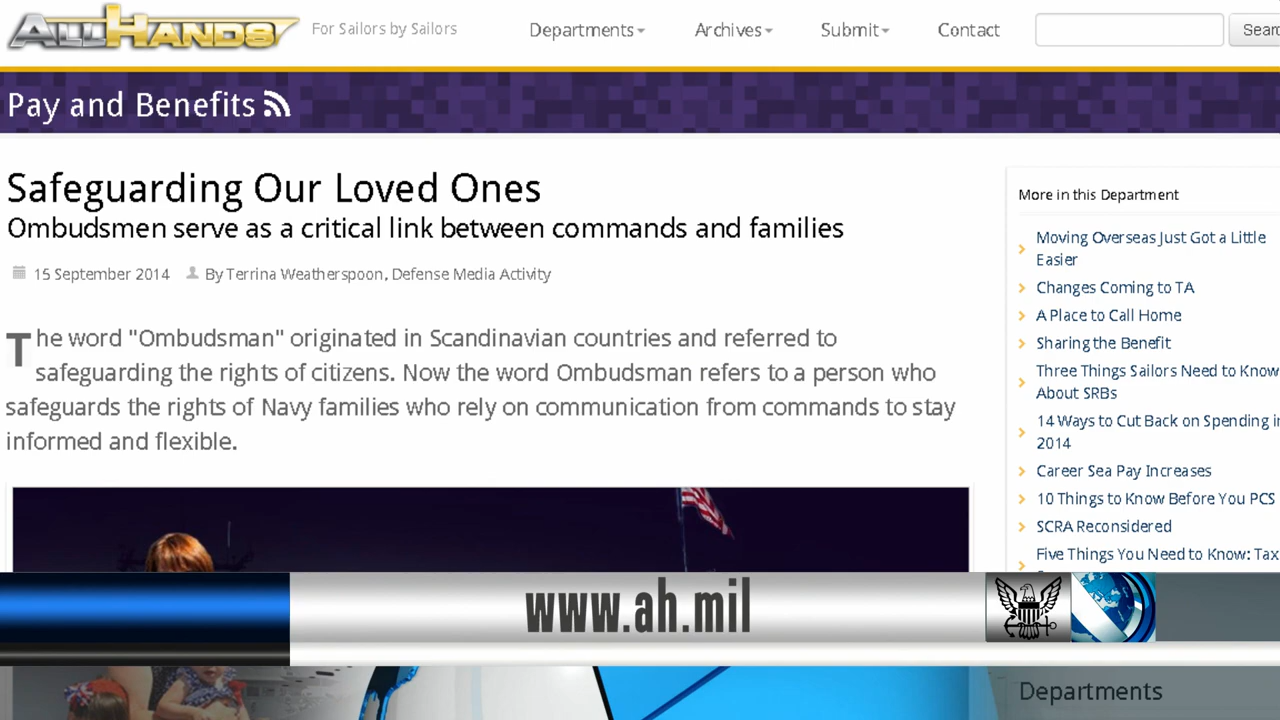 ALLHANDS
For Sailors by Sailors
Departments
Archives
Submit
Contact
Pay and Benefits
Safeguarding Our Loved Ones
Ombudsmen serve as a critical link between commands and families
15 September 2014 By Terrina Weatherspoon, Defense Media Activity
The word "Ombudsman" originated in Scandinavian countries and referred to
safeguarding the rights of citizens. Now the word Ombudsman refers to a person who
safeguards the rights of Navy families who rely on communication from commands to stay
informed and flexible.
More in this Department
Moving Overseas Just Got a Little
Easier
Changes Coming to TA
A Place to Call Home
Sharing the Benefit
Three Things Sailors Need to Know
About SRBs
14 Ways to Cut Back on Spending
2014
Career Sea Pay Increases
10 Things to Know Before You PCS
SCRA Reconsidered
Five Things You Need to Know: Tax
www.ah.mil
Departments